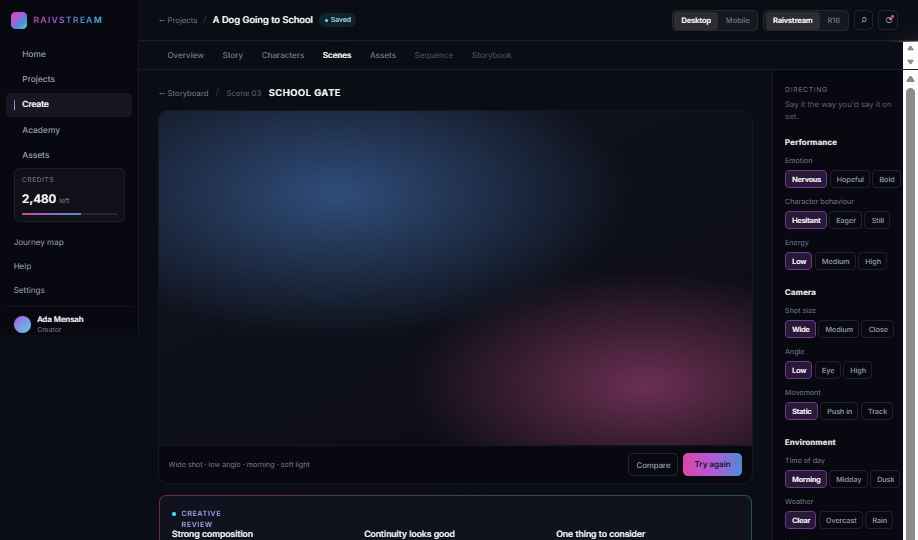 RAIVSTREAM
Home
Projects
Create
Academy
Assets
CREDITS
2,480 left
Journey map
Help
Settings
Ada Mensah
Creator
← Projects / A Dog Going to School Saved
Desktop Mobile Raivstream R16
Overview Story Characters Scenes Assets Sequence Storybook
← Storyboard / Scene 03 SCHOOL GATE
Wide shot · low angle · morning · soft light
Compare Try again
CREATIVE
REVIEW
Strong composition Continuity looks good One thing to consider
DIRECTING
Say it the way you'd say it on
set.
Performance
Emotion
Nervous Hopeful Bold
Character behaviour
Hesitant Eager Still
Energy
Low Medium High
Camera
Shot size
Wide Medium Close
Angle
Low Eye High
Movement
Static Push in Track
Environment
Time of day
Morning Midday Dusk
Weather
Clear Overcast Rain